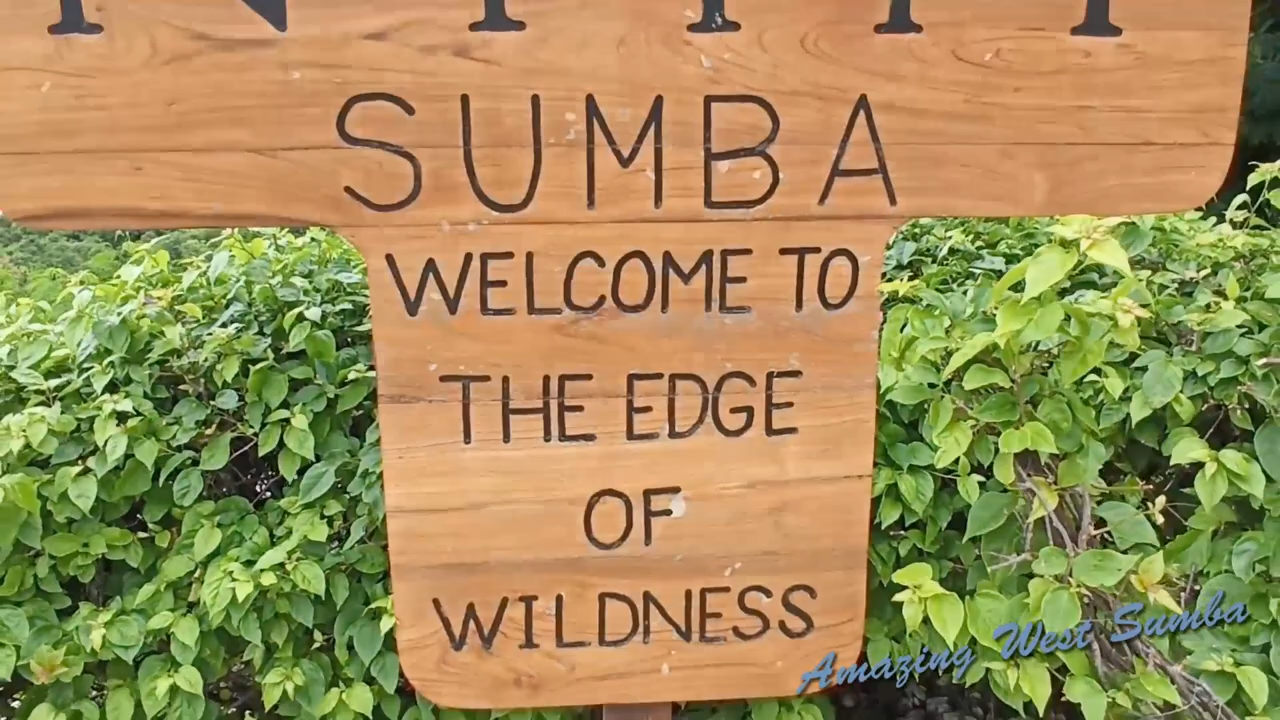 SUMBA
WELCOME TO
THE EDGE
OF
WILDNESS
Amazing West Sumba